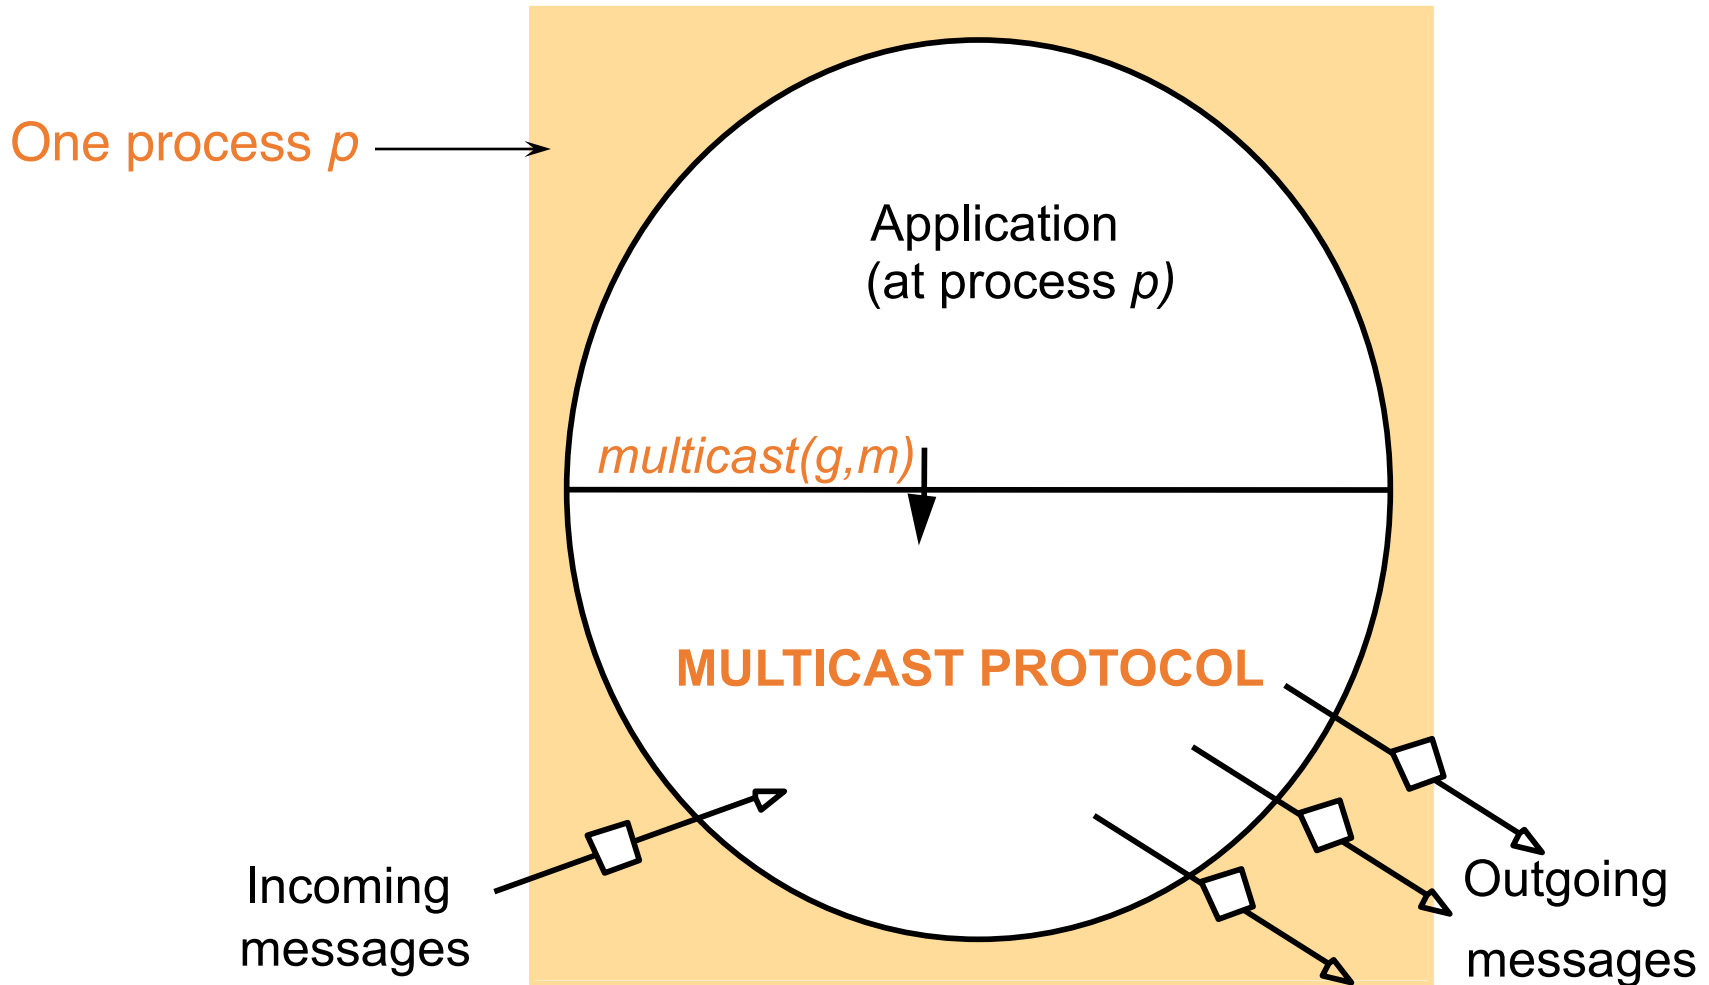 One process p
Application
(at process p)
multicast(g,m)
MULTICAST PROTOCOL
Incoming
messages
Outgoing
messages